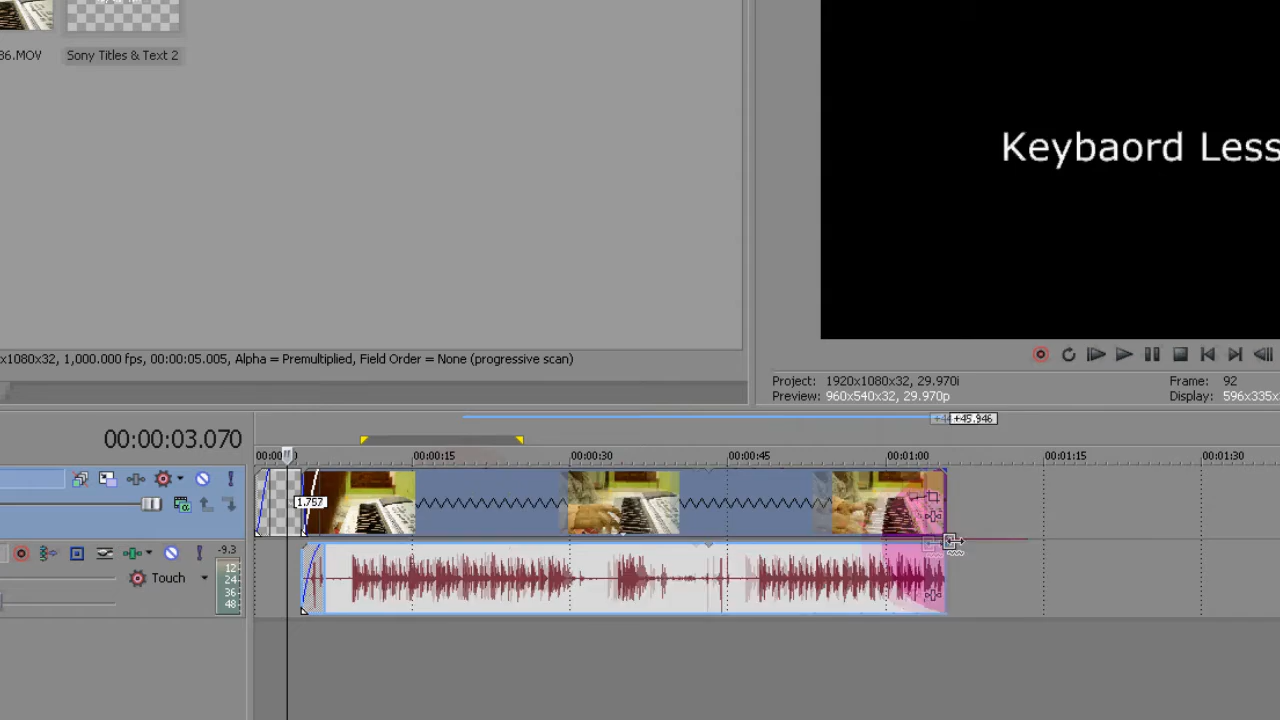 36.MOV
Sony Titles & Text 2
Keybaord Less
x1080x32, 1,000.000 fps, 00:00:05.005, Alpha = Premultiplied, Field Order = None (progressive scan)
Project: 1920x1080x32, 29.970i
Frame: 92
Preview: 960x540x32, 29.970p
Display: 596x335x
+45.946
00:00:03.070
00:00:15
00:00:30
00:00:45
00:01:00
00:01:15
00:01:30
1.757
-9.3
12
24
36
48
Touch